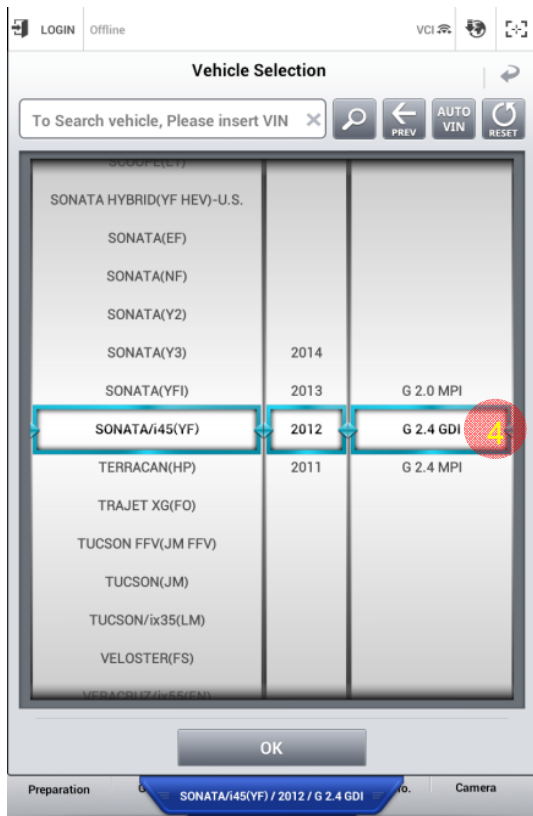 LOGIN Offline VCI
Vehicle Selection
To Search vehicle, Please insert VIN
PREV
AUTO VIN
RESET
SONATA HYBRID(YF HEV)-U.S.
SONATA(EF)
SONATA(NF)
SONATA(Y2)
SONATA(Y3) 2014
SONATA(YFI) 2013 G 2.0 MPI
SONATA/i45(YF) 2012 G 2.4 GDI 4
TERRACAN(HP) 2011 G 2.4 MPI
TRAJET XG(FO)
TUCSON FFV(JM FFV)
TUCSON(JM)
TUCSON/ix35(LM)
VELOSTER(FS)
VERACRUZ/ix55(EN)
OK
Preparation Camera
SONATA/i45(YF) / 2012 / G 2.4 GDI